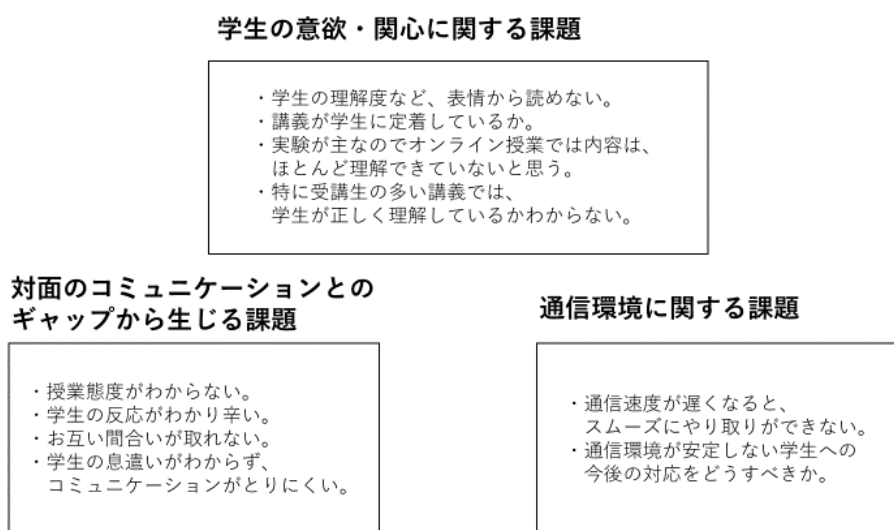 学生の意欲・関心に関する課題
・学生の理解度など、表情から読めない。
・講義が学生に定着しているか。
・実験が主なのでオンライン授業では内容は、
ほとんど理解できていないと思う。
・特に受講生の多い講義では、
学生が正しく理解しているかわからない。
対面のコミュニケーションとの
ギャップから生じる課題
・授業態度がわからない。
・学生の反応がわかり辛い。
・お互い間合いが取れない。
・学生の息遣いがわからず、
コミュニケーションがとりにくい。
通信環境に関する課題
・通信速度が遅くなると、
スムーズにやり取りができない。
・通信環境が安定しない学生への
今後の対応をどうすべきか。